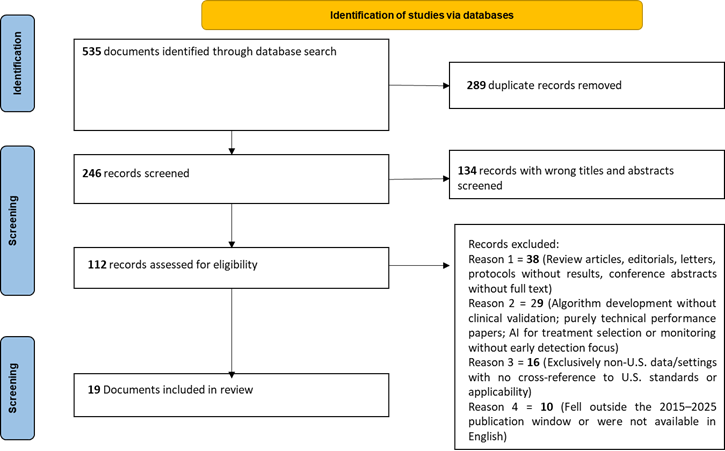 Identification of studies via databases
Identification
535 documents identified through database search
289 duplicate records removed
Screening
246 records screened
134 records with wrong titles and abstracts
screened
112 records assessed for eligibility
Records excluded:
Reason 1 = 38 (Review articles, editorials, letters,
protocols without results, conference abstracts
without full text)
Reason 2 = 29 (Algorithm development without
clinical validation; purely technical performance
papers; AI for treatment selection or monitoring
without early detection focus)
Reason 3 = 16 (Exclusively non-U.S. data/settings
with no cross-reference to U.S. standards or
applicability)
Reason 4 = 10 (Fell outside the 2015–2025
publication window or were not available in
English)
Screening
19 Documents included in review